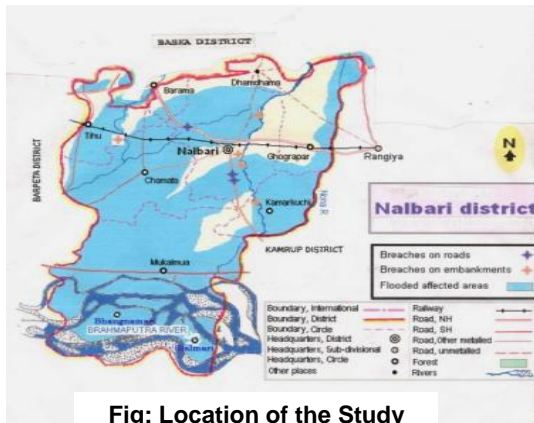 BASKA DISTRICT
Dhamdhama
Barama
Tihu
BARPETA DISTRICT
Nalbari
Ghograpar
Rangiya
N
Chamata
Kamarkuchi
Nona R
Nalbari district
KAMRUP DISTRICT
Mukalmua
Breaches on roads
Breaches on embankments
Flooded affected areas
Bhangnamari
BRAHMAPUTRA RIVER
Boundary, International
Boundary, District
Boundary, Circle
Headquarters, District
Headquarters, Sub-divisional
Headquarters, Circle
Other places
Railway
Road, NH
Road, SH
Road, Other metalled
Road, unmetalled
Forest
Rivers
Fig: Location of the Study